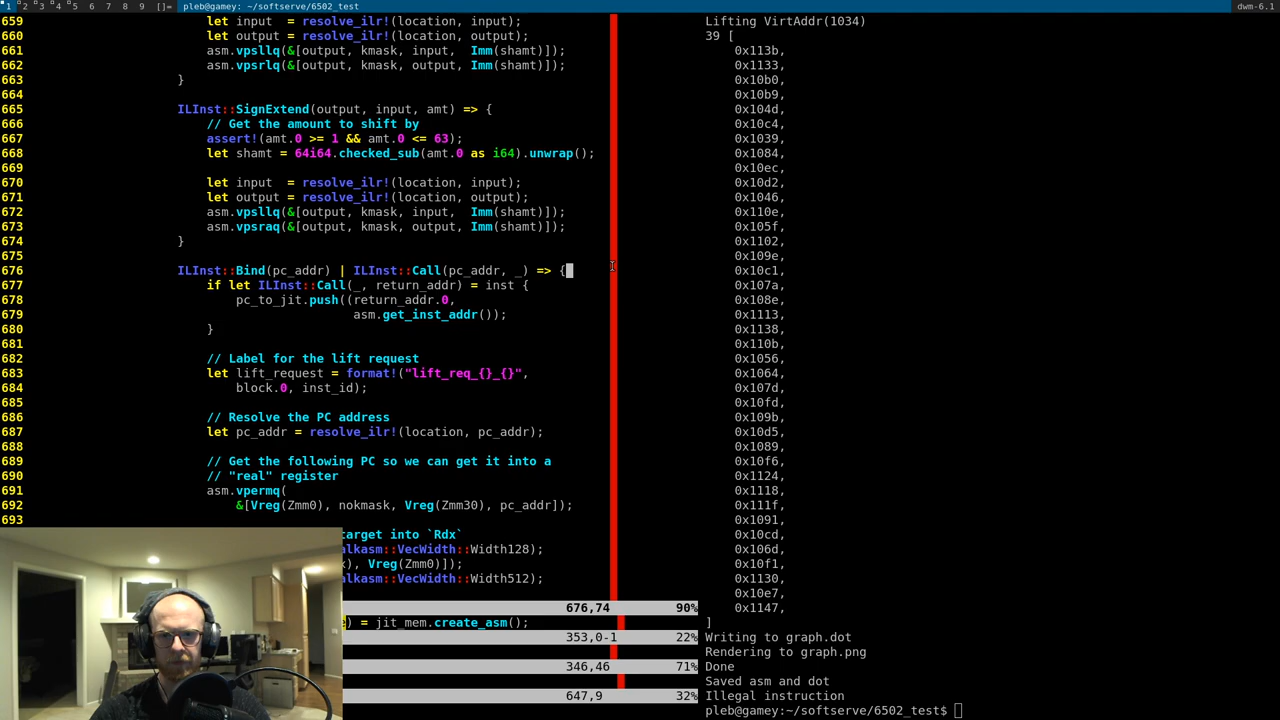 1 2 3 4 5 6 7 8 9 []= pleb@gamey: ~/softserve/6502_test dwm-6.1
659 let input = resolve_ilr!(location, input);
660 let output = resolve_ilr!(location, output);
661 asm.vpsllq(&[output, kmask, input, Imm(shamt)]);
662 asm.vpsrlq(&[output, kmask, output, Imm(shamt)]);
663 }
664
665 ILInst::SignExtend(output, input, amt) => {
666 // Get the amount to shift by
667 assert!(amt.0 >= 1 && amt.0 <= 63);
668 let shamt = 64i64.checked_sub(amt.0 as i64).unwrap();
669
670 let input = resolve_ilr!(location, input);
671 let output = resolve_ilr!(location, output);
672 asm.vpsllq(&[output, kmask, input, Imm(shamt)]);
673 asm.vpsraq(&[output, kmask, output, Imm(shamt)]);
674 }
675
676 ILInst::Bind(pc_addr) | ILInst::Call(pc_addr, _) => {
677 if let ILInst::Call(_, return_addr) = inst {
678 pc_to_jit.push((return_addr.0,
679 asm.get_inst_addr());
680 }
681
682 // Label for the lift request
683 let lift_request = format!("lift_req_{}_{}",
684 block.0, inst_id);
685
686 // Resolve the PC address
687 let pc_addr = resolve_ilr!(location, pc_addr);
688
689 // Get the following PC so we can get it into a
690 // "real" register
691 asm.vpermq(
692 &[Vreg(Zmm0), nokmask, Vreg(Zmm30), pc_addr]);
693
target into `Rdx`
alkasm::VecWidth::Width128);
x), Vreg(Zmm0)]);
alkasm::VecWidth::Width512);
676,74 90%
) = jit_mem.create_asm();
353,0-1 22%
346,46 71%
647,9 32%
Lifting VirtAddr(1034)
39 [
0x113b,
0x1133,
0x10b0,
0x10b9,
0x104d,
0x10c4,
0x1039,
0x1084,
0x10ec,
0x10d2,
0x1046,
0x110e,
0x105f,
0x1102,
0x109e,
0x10c1,
0x107a,
0x108e,
0x1113,
0x1138,
0x110b,
0x1056,
0x1064,
0x107d,
0x10fd,
0x109b,
0x10d5,
0x1089,
0x10f6,
0x1124,
0x1118,
0x111f,
0x1091,
0x10cd,
0x106d,
0x10f1,
0x1130,
0x10e7,
0x1147,
]
Writing to graph.dot
Rendering to graph.png
Done
Saved asm and dot
Illegal instruction
pleb@gamey:~/softserve/6502_test$